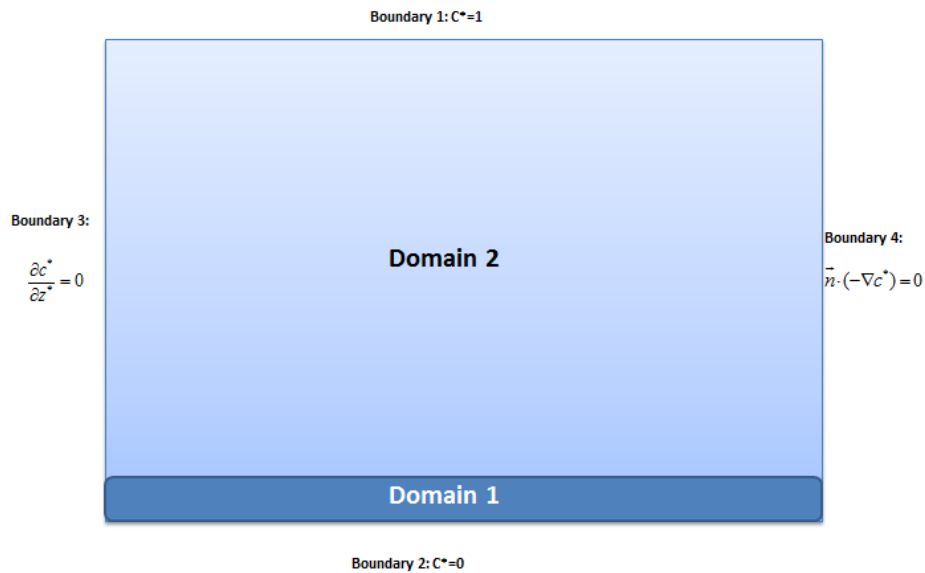 Boundary 1: C*=1
Boundary 3:
∂c*/∂z* = 0
Domain 2
Boundary 4:
n⃗·(−∇c*) = 0
Domain 1
Boundary 2: C*=0